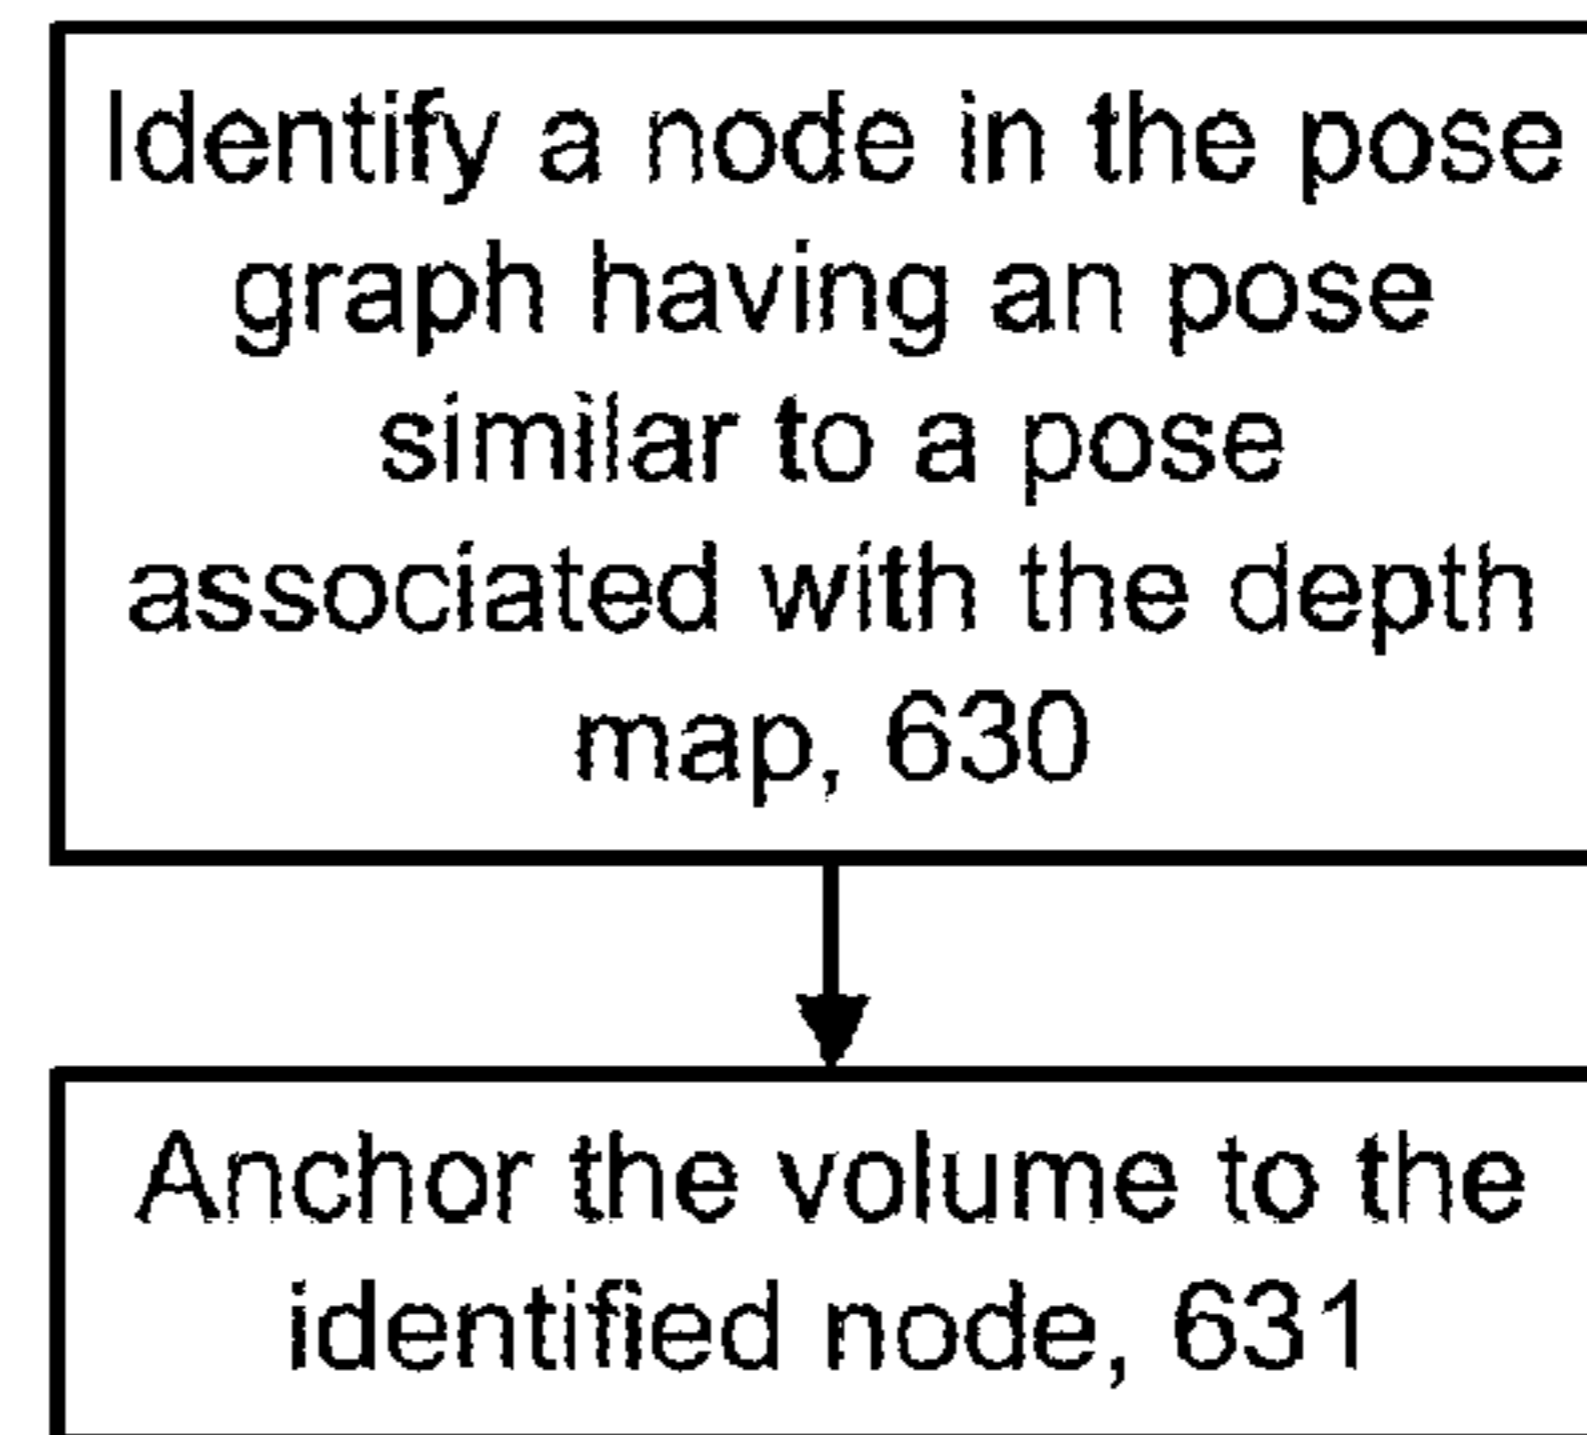 Identify a node in the pose
graph having an pose
similar to a pose
associated with the depth
map, 630
Anchor the volume to the
identified node, 631